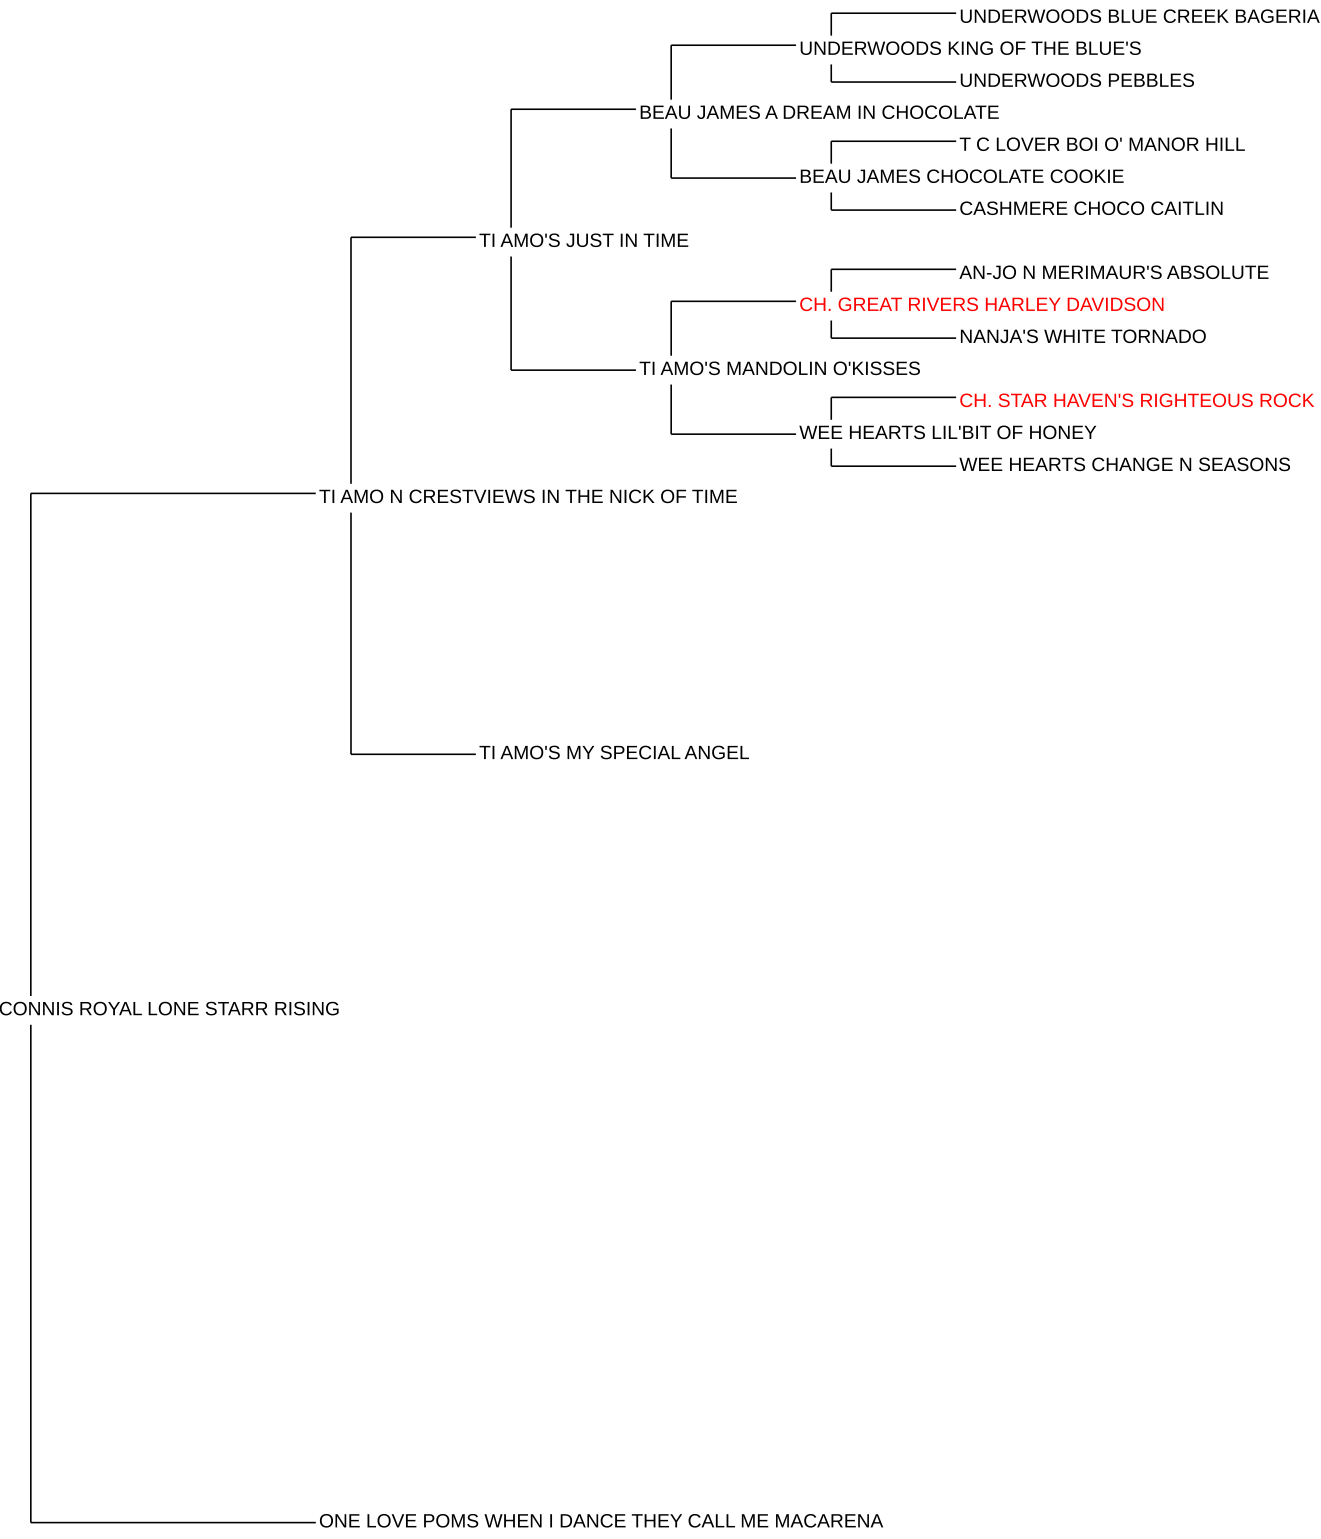 UNDERWOODS BLUE CREEK BAGERIA
UNDERWOODS KING OF THE BLUE'S
UNDERWOODS PEBBLES
BEAU JAMES A DREAM IN CHOCOLATE
T C LOVER BOI O' MANOR HILL
BEAU JAMES CHOCOLATE COOKIE
CASHMERE CHOCO CAITLIN
TI AMO'S JUST IN TIME
AN-JO N MERIMAUR'S ABSOLUTE
CH. GREAT RIVERS HARLEY DAVIDSON
NANJA'S WHITE TORNADO
TI AMO'S MANDOLIN O'KISSES
CH. STAR HAVEN'S RIGHTEOUS ROCK
WEE HEARTS LIL'BIT OF HONEY
WEE HEARTS CHANGE N SEASONS
TI AMO N CRESTVIEWS IN THE NICK OF TIME
TI AMO'S MY SPECIAL ANGEL
CONNIS ROYAL LONE STARR RISING
ONE LOVE POMS WHEN I DANCE THEY CALL ME MACARENA